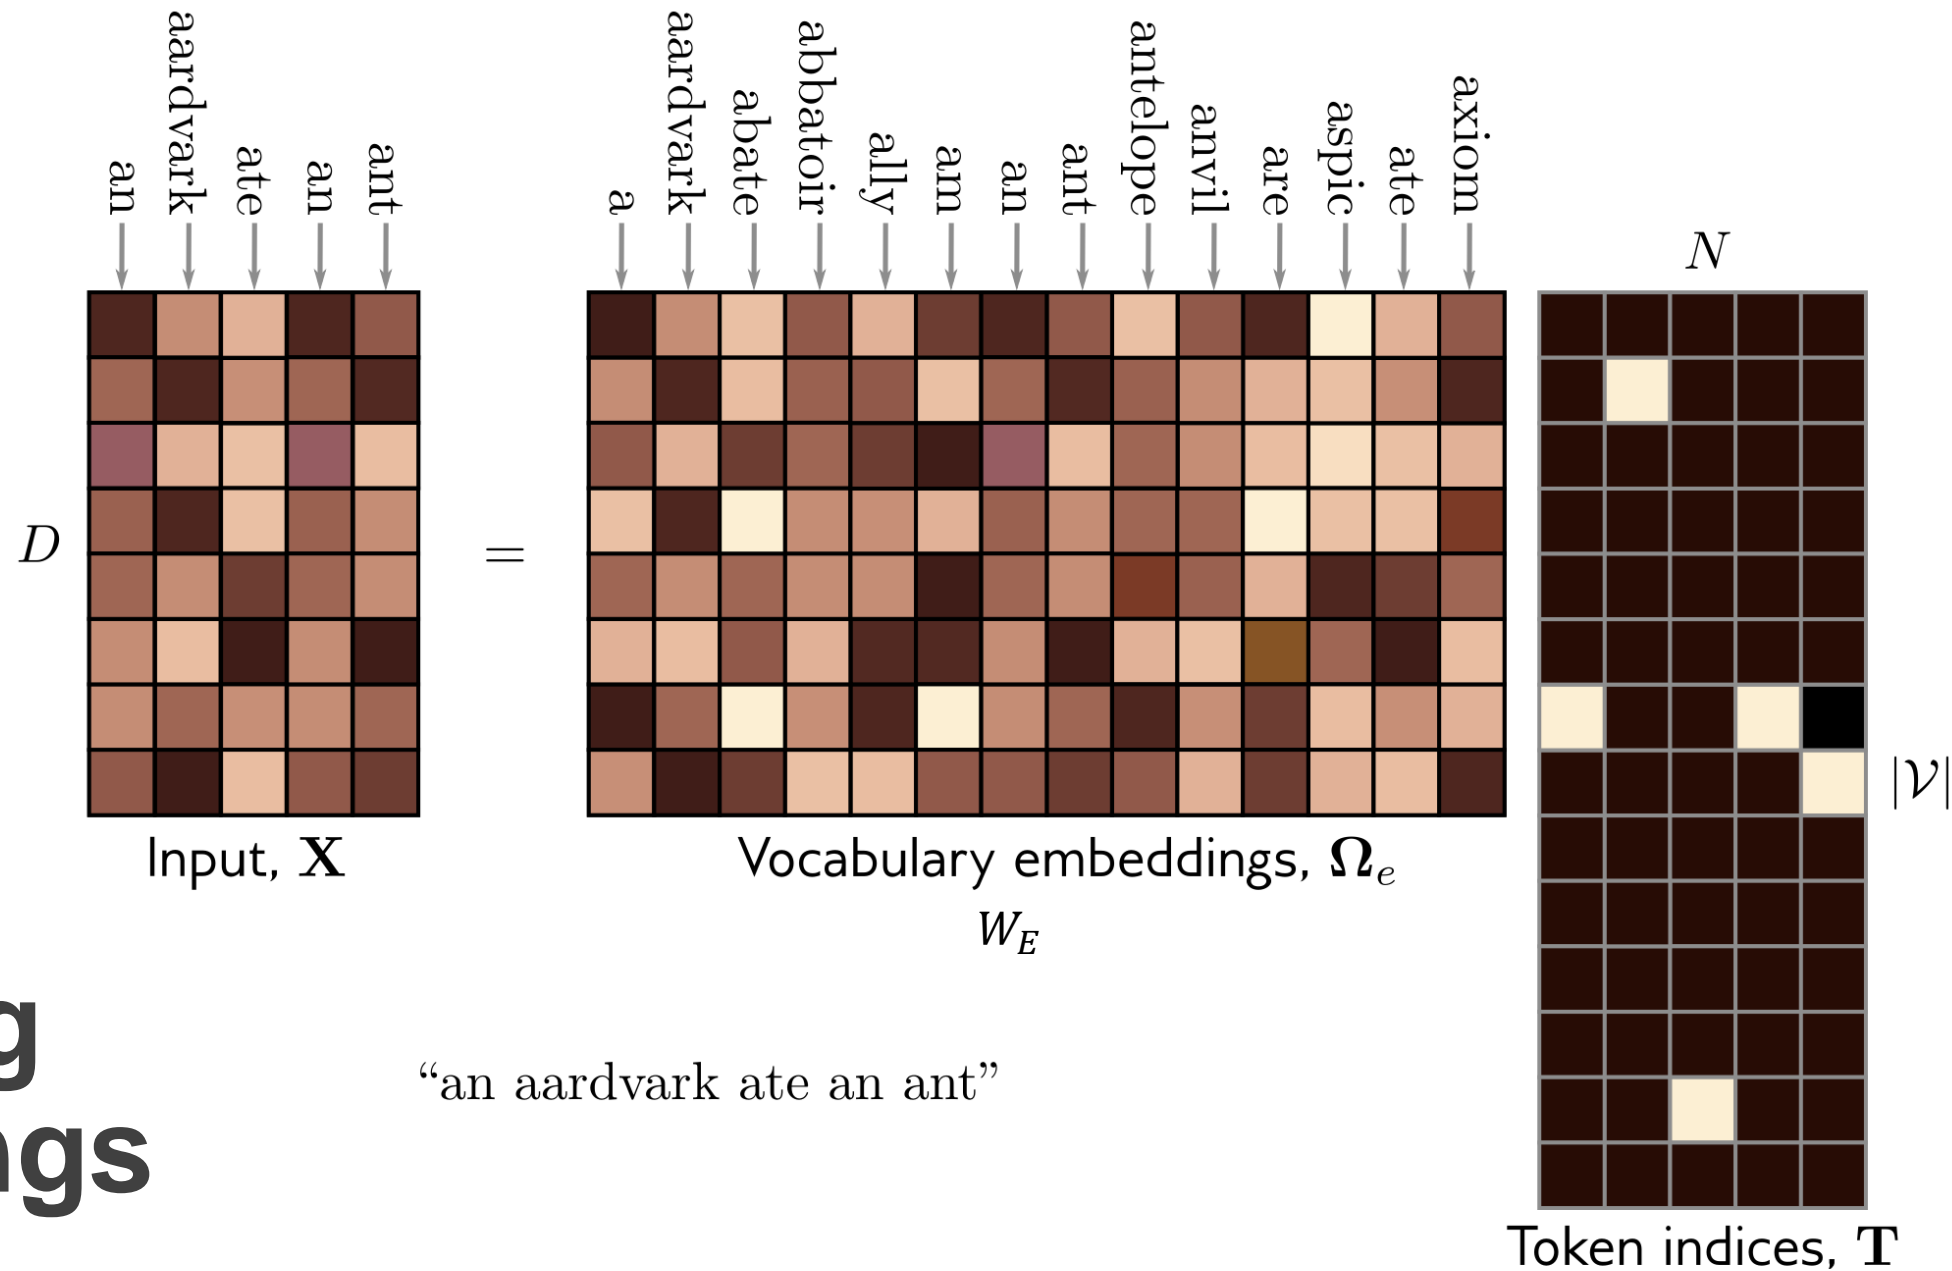 an aardvark ate an ant
a aardvark abate abbatoir ally am an ant antelope anvil are aspic ate axiom
N
D
=
|𝒱|
Input, X
Vocabulary embeddings, Ωₑ
W_E
g
“an aardvark ate an ant”
ngs
Token indices, T